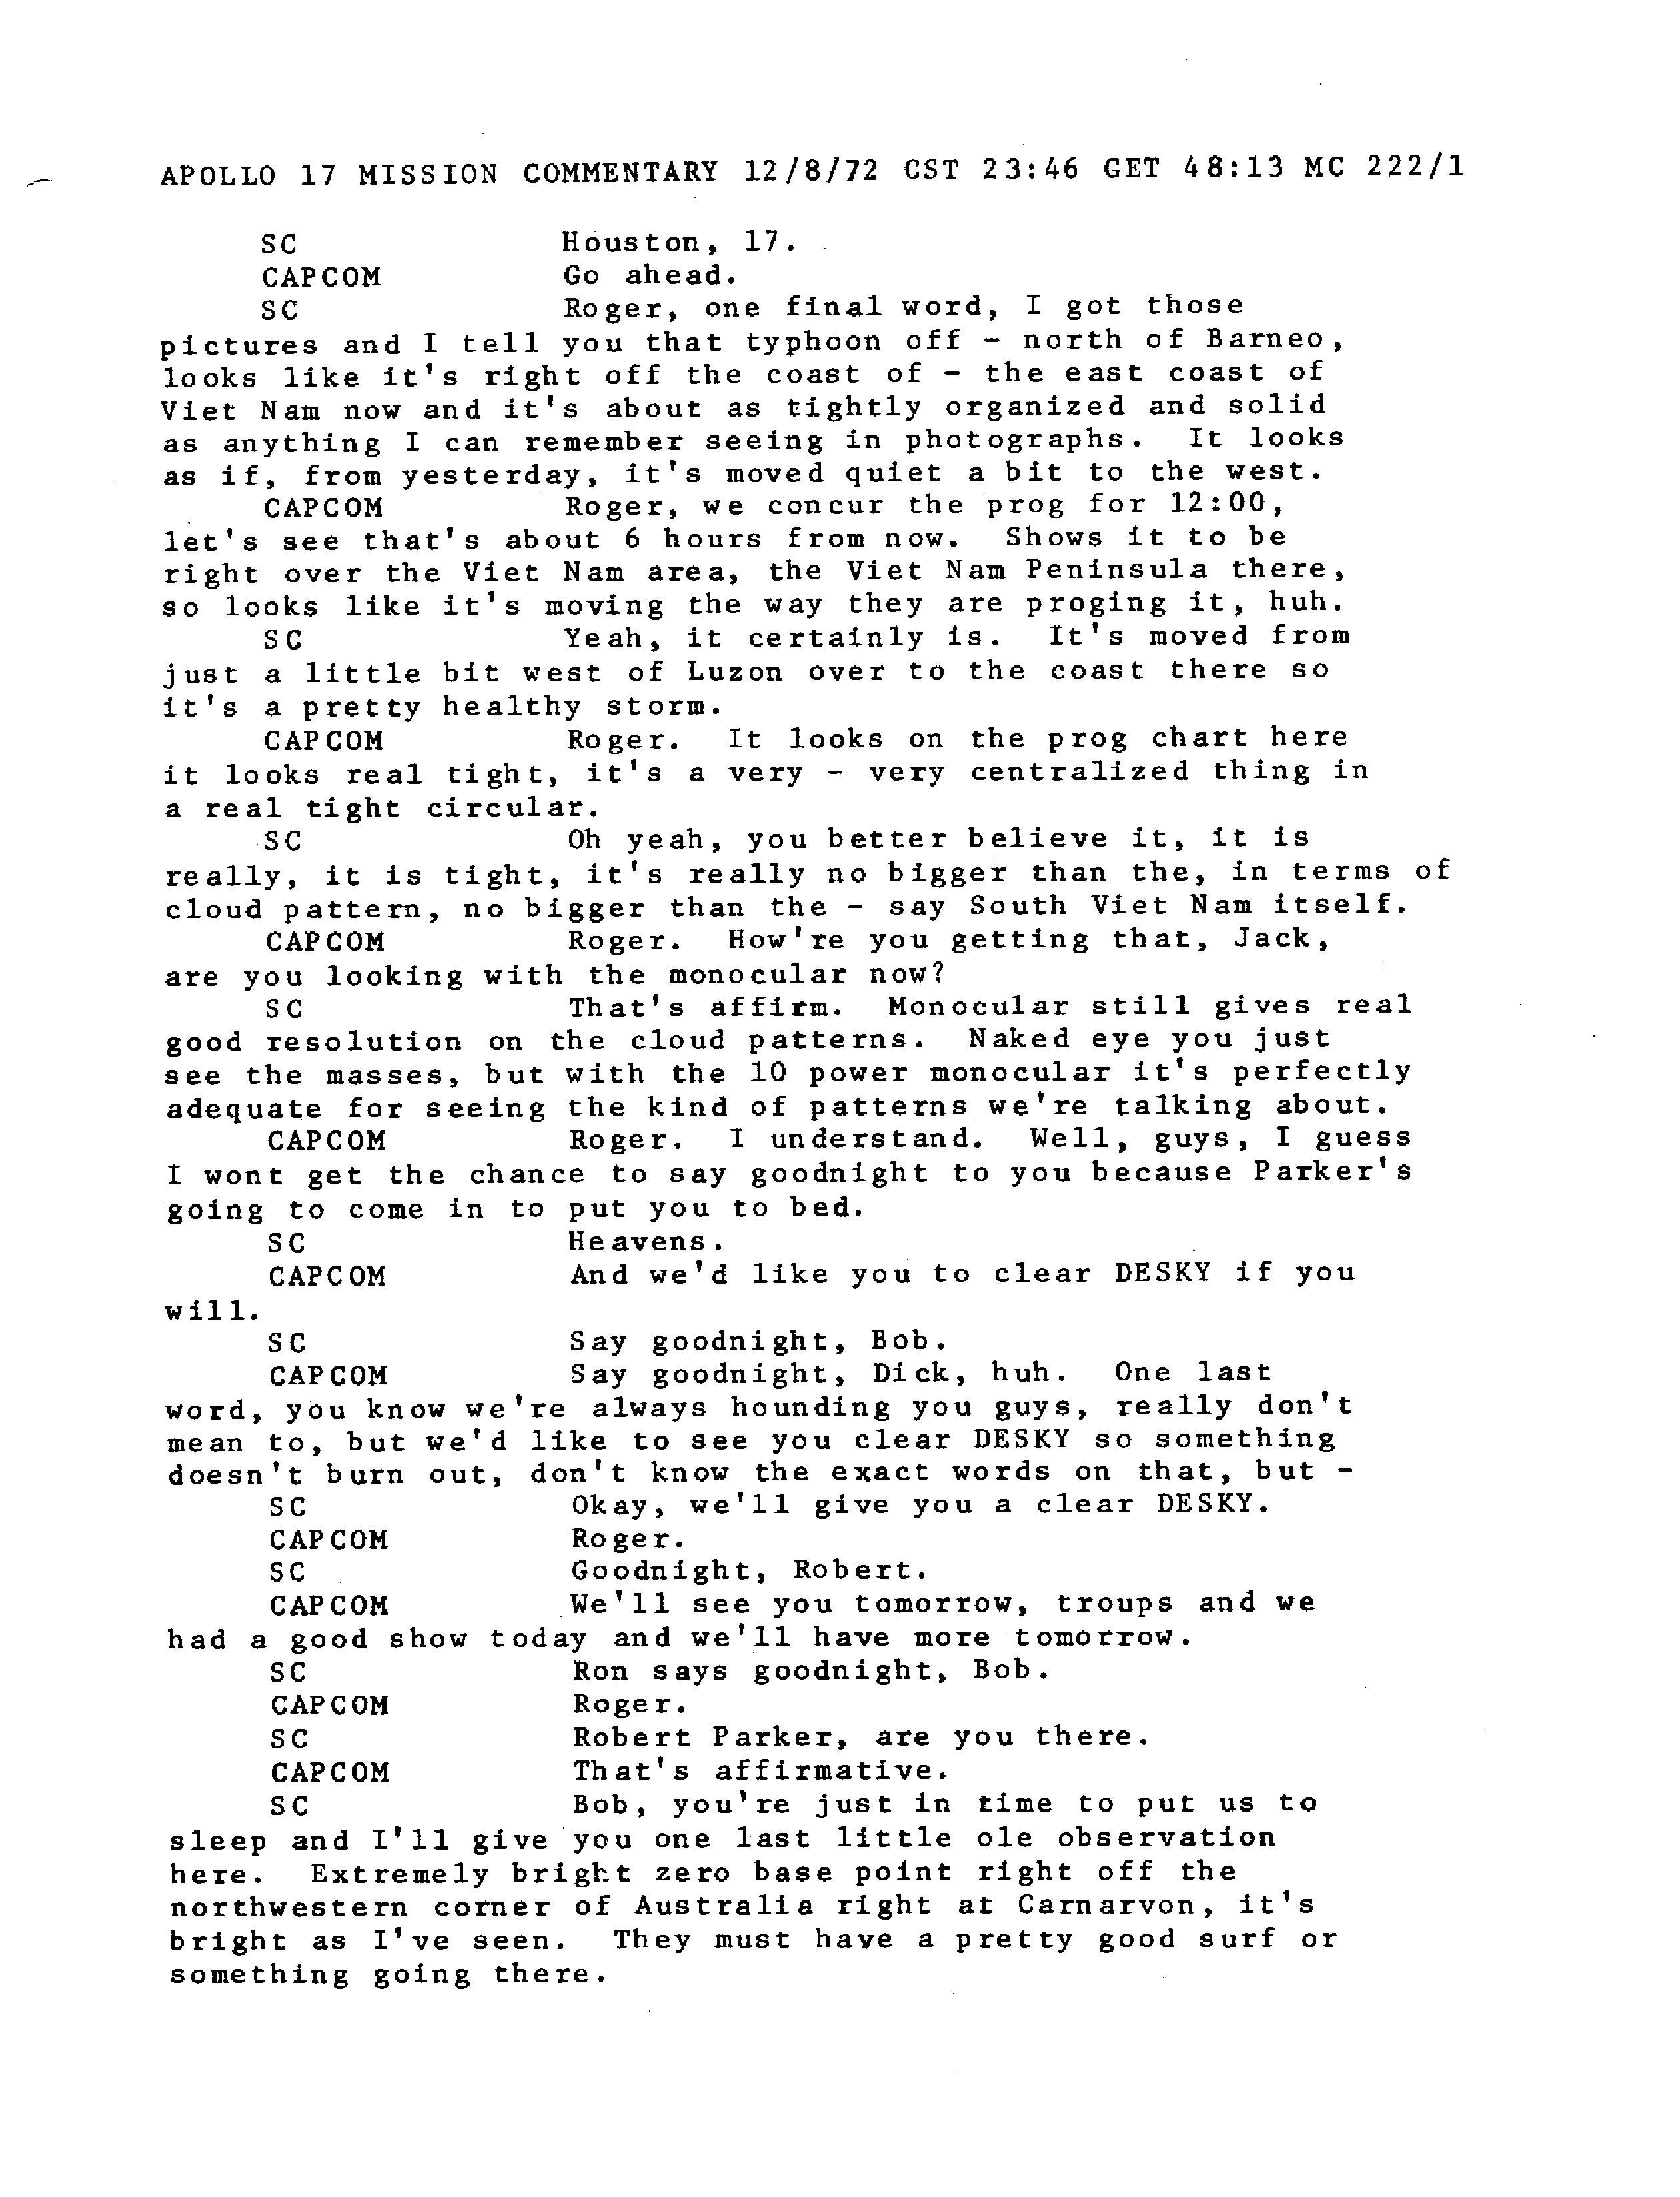 APOLLO 17 MISSION COMMENTARY 12/8/72 CST 23:46 GET 48:13 MC 222/1
SC Houston, 17.
CAPCOM Go ahead.
SC Roger, one final word, I got those
pictures and I tell you that typhoon off - north of Barneo,
looks like it's right off the coast of - the east coast of
Viet Nam now and it's about as tightly organized and solid
as anything I can remember seeing in photographs. It looks
as if, from yesterday, it's moved quiet a bit to the west.
CAPCOM Roger, we concur the prog for 12:00,
let's see that's about 6 hours from now. Shows it to be
right over the Viet Nam area, the Viet Nam Peninsula there,
so looks like it's moving the way they are proging it, huh.
SC Yeah, it certainly is. It's moved from
just a little bit west of Luzon over to the coast there so
it's a pretty healthy storm.
CAPCOM Roger. It looks on the prog chart here
it looks real tight, it's a very - very centralized thing in
a real tight circular.
SC Oh yeah, you better believe it, it is
really, it is tight, it's really no bigger than the, in terms of
cloud pattern, no bigger than the - say South Viet Nam itself.
CAPCOM Roger. How're you getting that, Jack,
are you looking with the monocular now?
SC That's affirm. Monocular still gives real
good resolution on the cloud patterns. Naked eye you just
see the masses, but with the 10 power monocular it's perfectly
adequate for seeing the kind of patterns we're talking about.
CAPCOM Roger. I understand. Well, guys, I guess
I wont get the chance to say goodnight to you because Parker's
going to come in to put you to bed.
SC Heavens.
CAPCOM And we'd like you to clear DESKY if you
will.
SC Say goodnight, Bob.
CAPCOM Say goodnight, Dick, huh. One last
word, you know we're always hounding you guys, really don't
mean to, but we'd like to see you clear DESKY so something
doesn't burn out, don't know the exact words on that, but -
SC Okay, we'll give you a clear DESKY.
CAPCOM Roger.
SC Goodnight, Robert.
CAPCOM We'll see you tomorrow, troups and we
had a good show today and we'll have more tomorrow.
SC Ron says goodnight, Bob.
CAPCOM Roger.
SC Robert Parker, are you there.
CAPCOM That's affirmative.
SC Bob, you're just in time to put us to
sleep and I'll give you one last little ole observation
here. Extremely bright zero base point right off the
northwestern corner of Australia right at Carnarvon, it's
bright as I've seen. They must have a pretty good surf or
something going there.